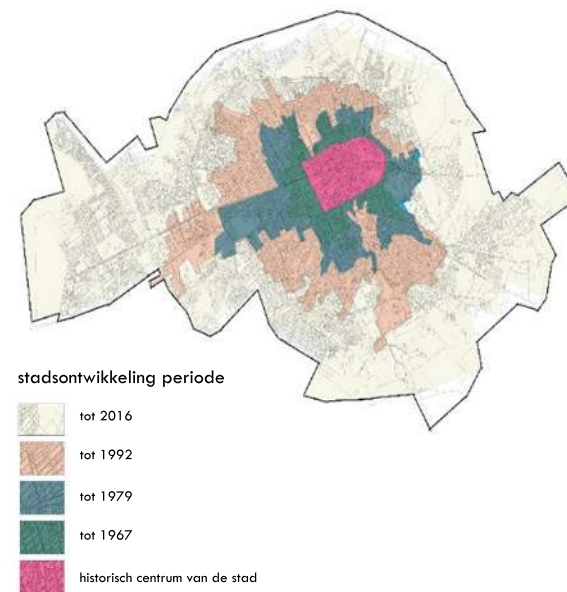 stadsontwikkeling periode
tot 2016
tot 1992
tot 1979
tot 1967
historisch centrum van de stad